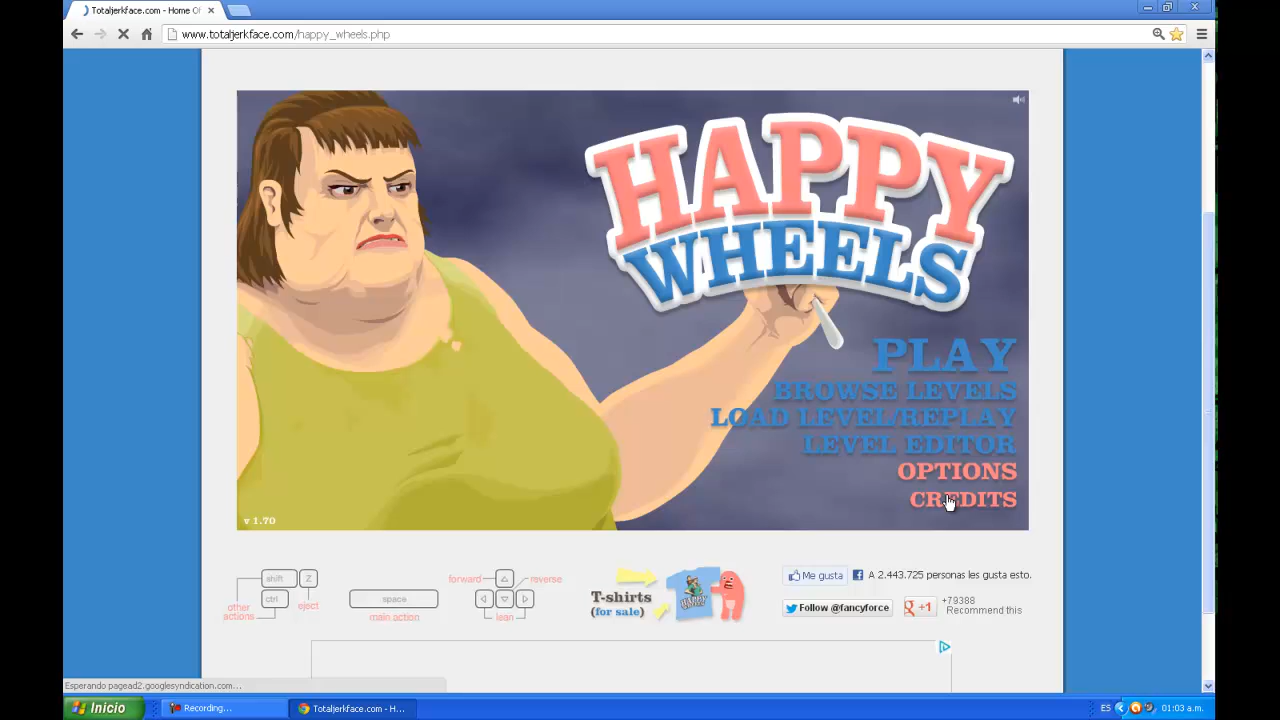 Totaljerkface.com - Home Of
www.totaljerkface.com/happy_wheels.php
HAPPY
WHEELS
PLAY
BROWSE LEVELS
LOAD LEVEL/REPLAY
LEVEL EDITOR
OPTIONS
CREDITS
v 1.70
shift
Z
ctrl
other
actions
eject
space
main action
forward
reverse
lean
T-shirts
(for sale)
Me gusta
A 2.443.725 personas les gusta esto.
Follow @fancyforce
+1
+79388
Recommend this
Esperando pagead2.googlesyndication.com...
Inicio
Recording...
Totaljerkface.com - H...
ES
01:03 a.m.